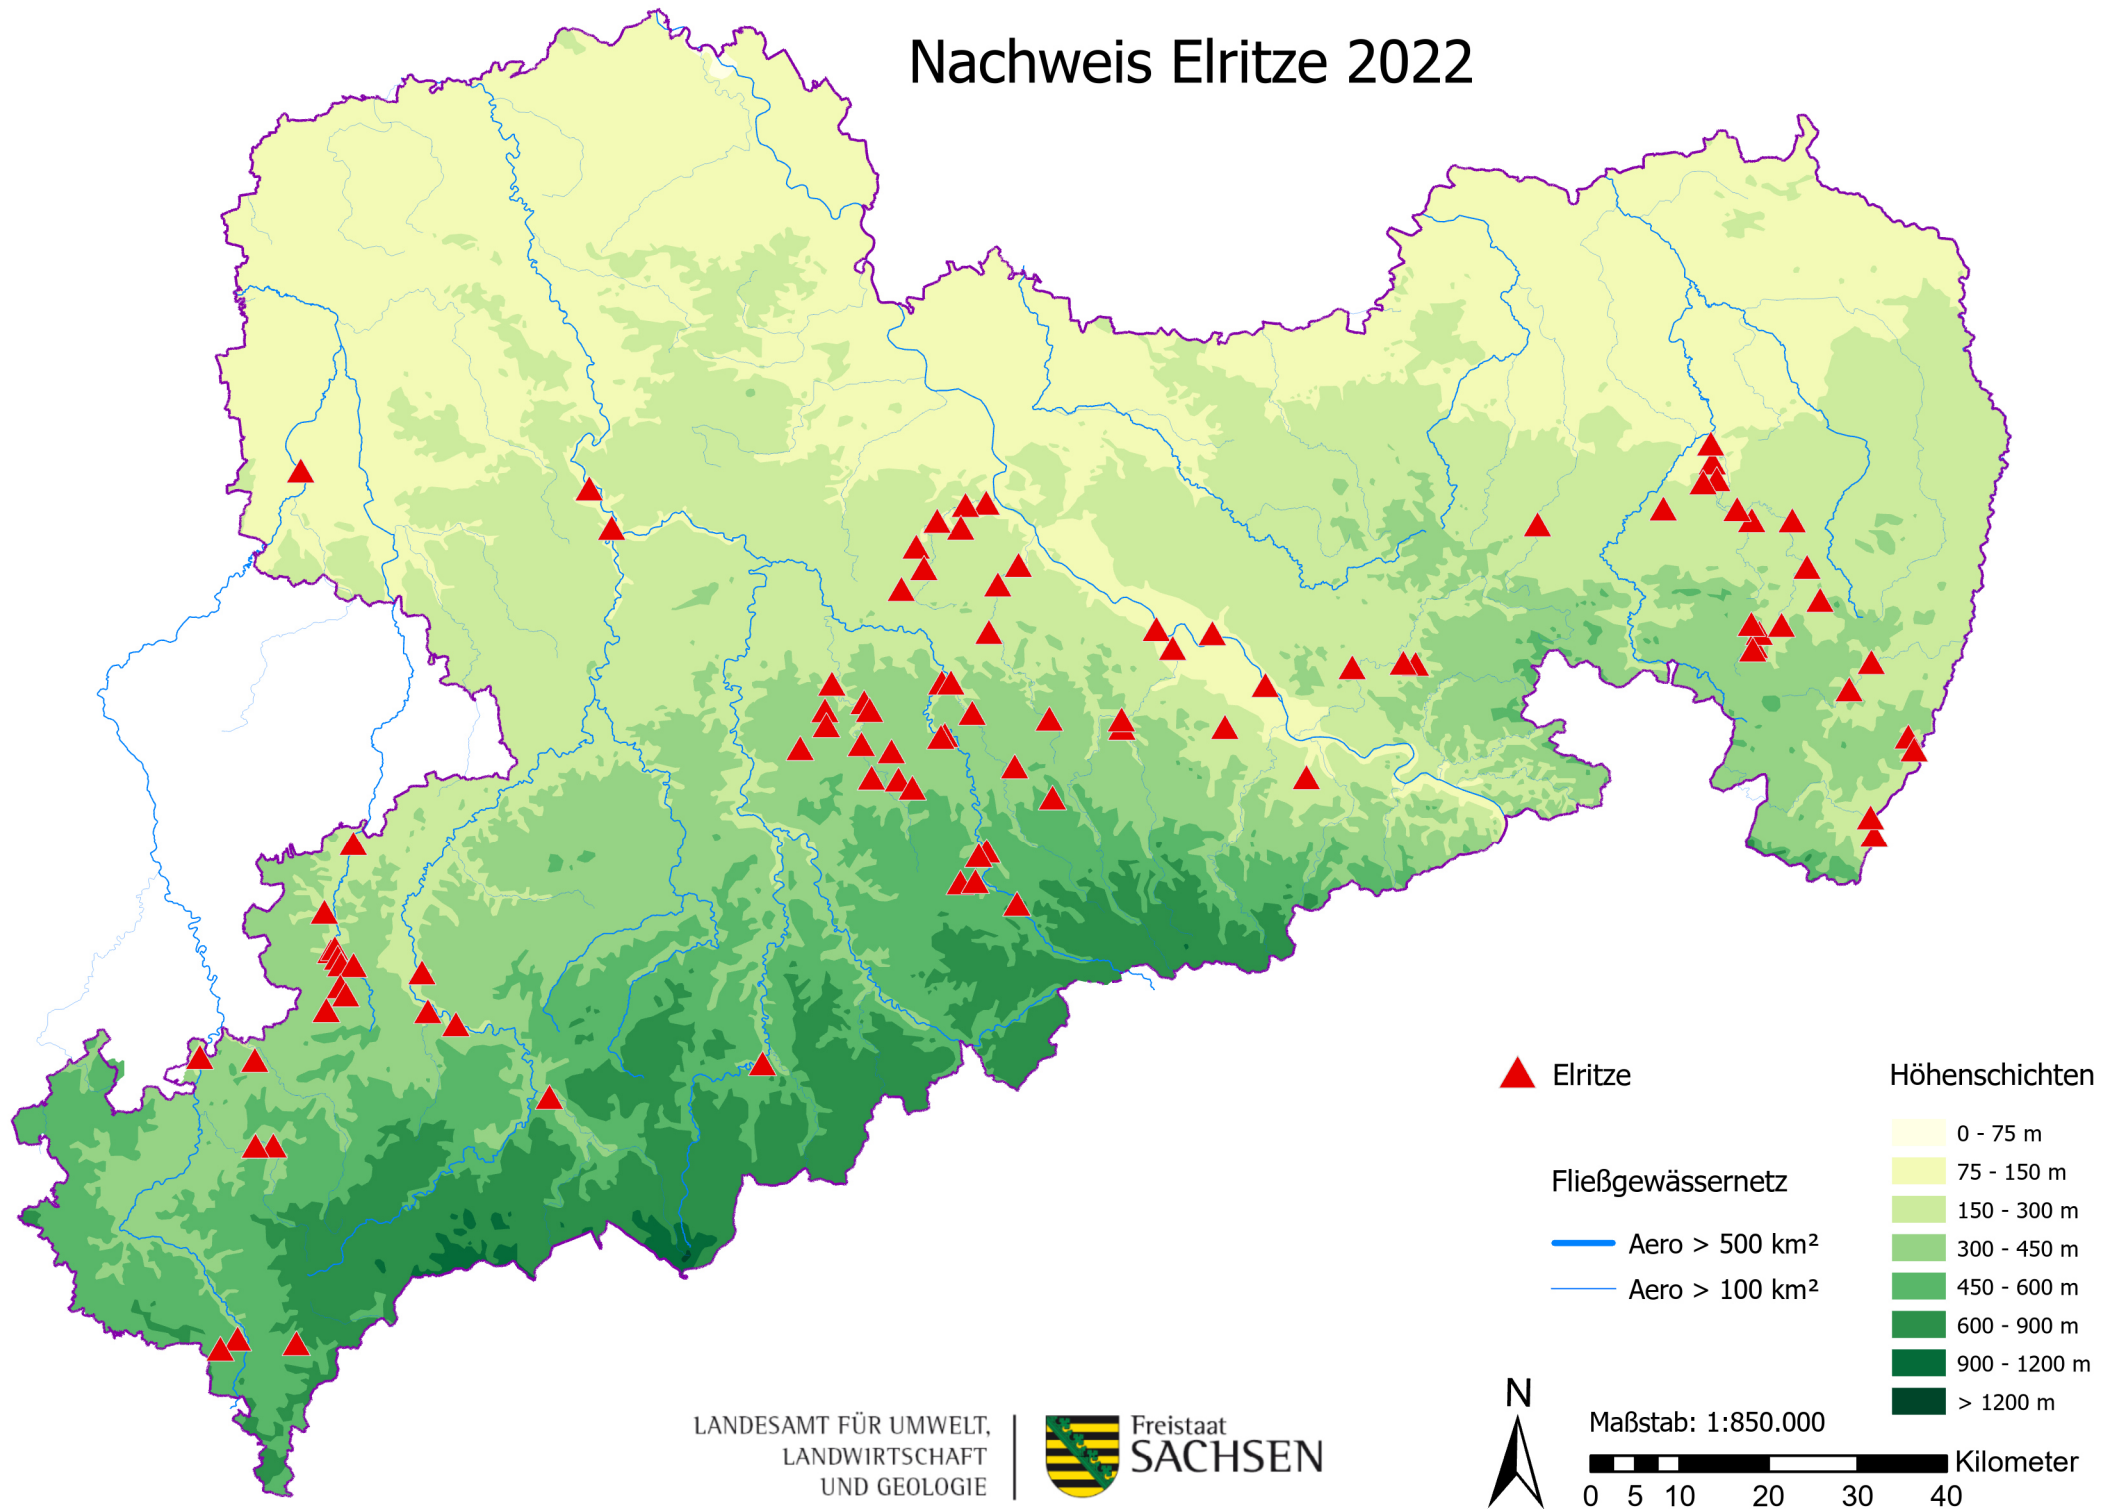 Nachweis Elritze 2022
Elritze
Fließgewässernetz
Aero > 500 km²
Aero > 100 km²
Höhenschichten
0 - 75 m
75 - 150 m
150 - 300 m
300 - 450 m
450 - 600 m
600 - 900 m
900 - 1200 m
> 1200 m
LANDESAMT FÜR UMWELT,
LANDWIRTSCHAFT
UND GEOLOGIE
Freistaat
SACHSEN
N
Maßstab: 1:850.000
Kilometer
0 5 10 20 30 40